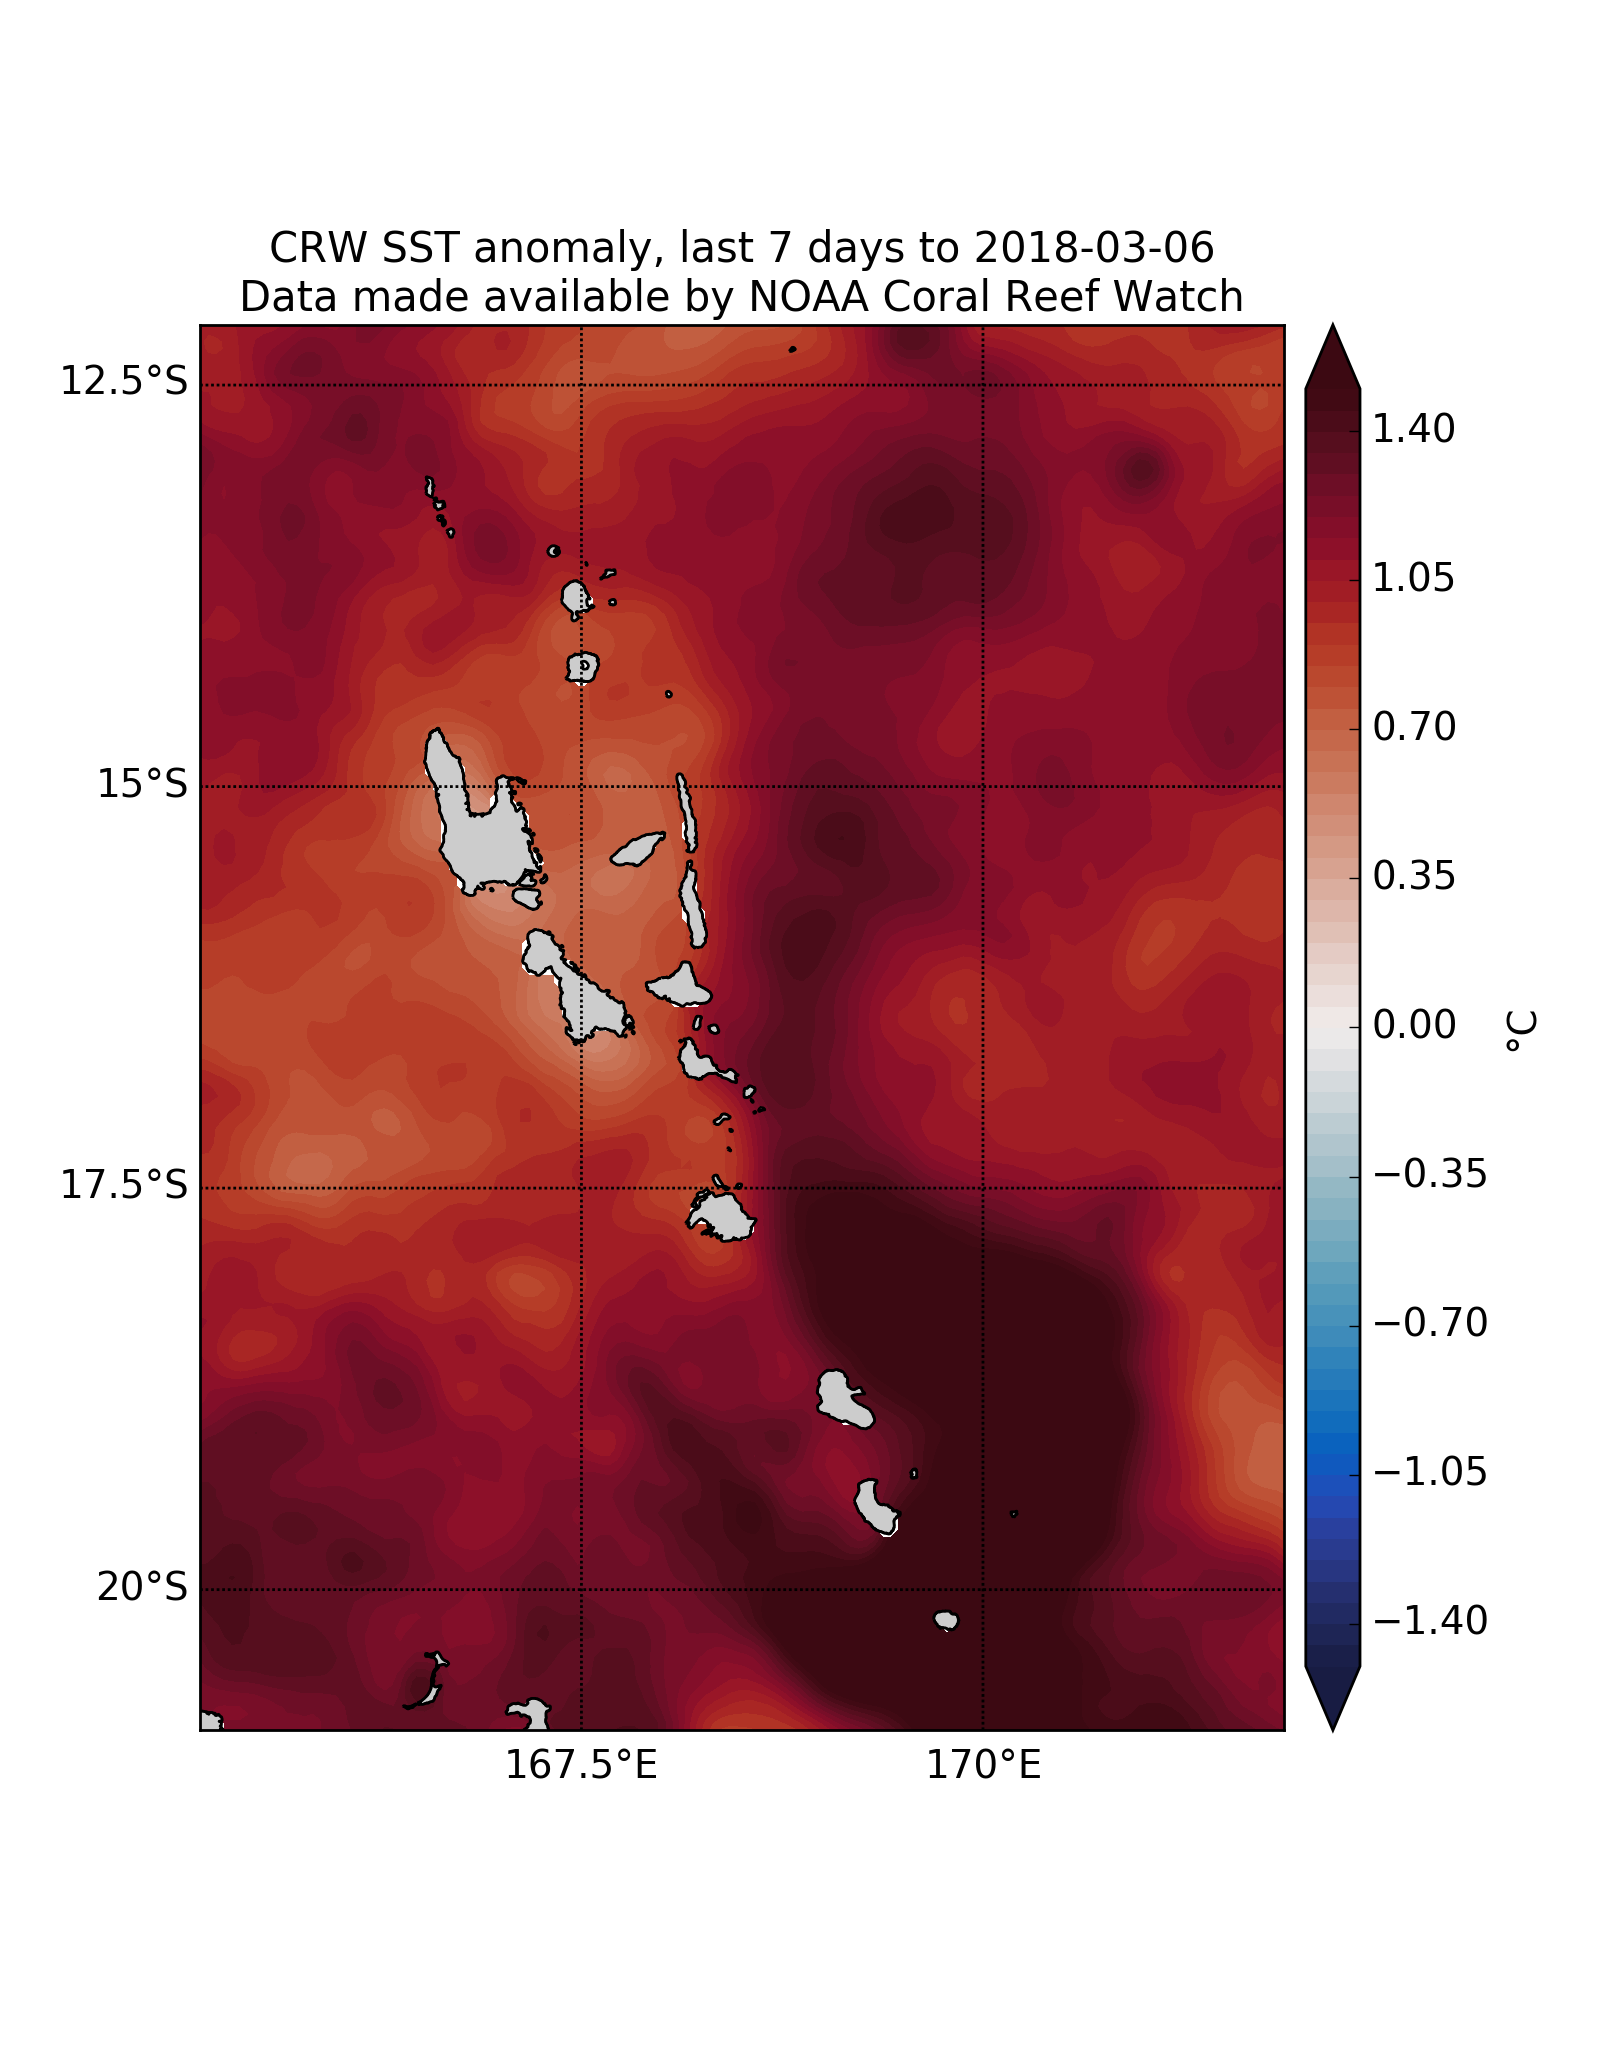 CRW SST anomaly, last 7 days to 2018-03-06
Data made available by NOAA Coral Reef Watch
12.5°S
15°S
17.5°S
20°S
167.5°E
170°E
1.40
1.05
0.70
0.35
0.00
−0.35
−0.70
−1.05
−1.40
°C